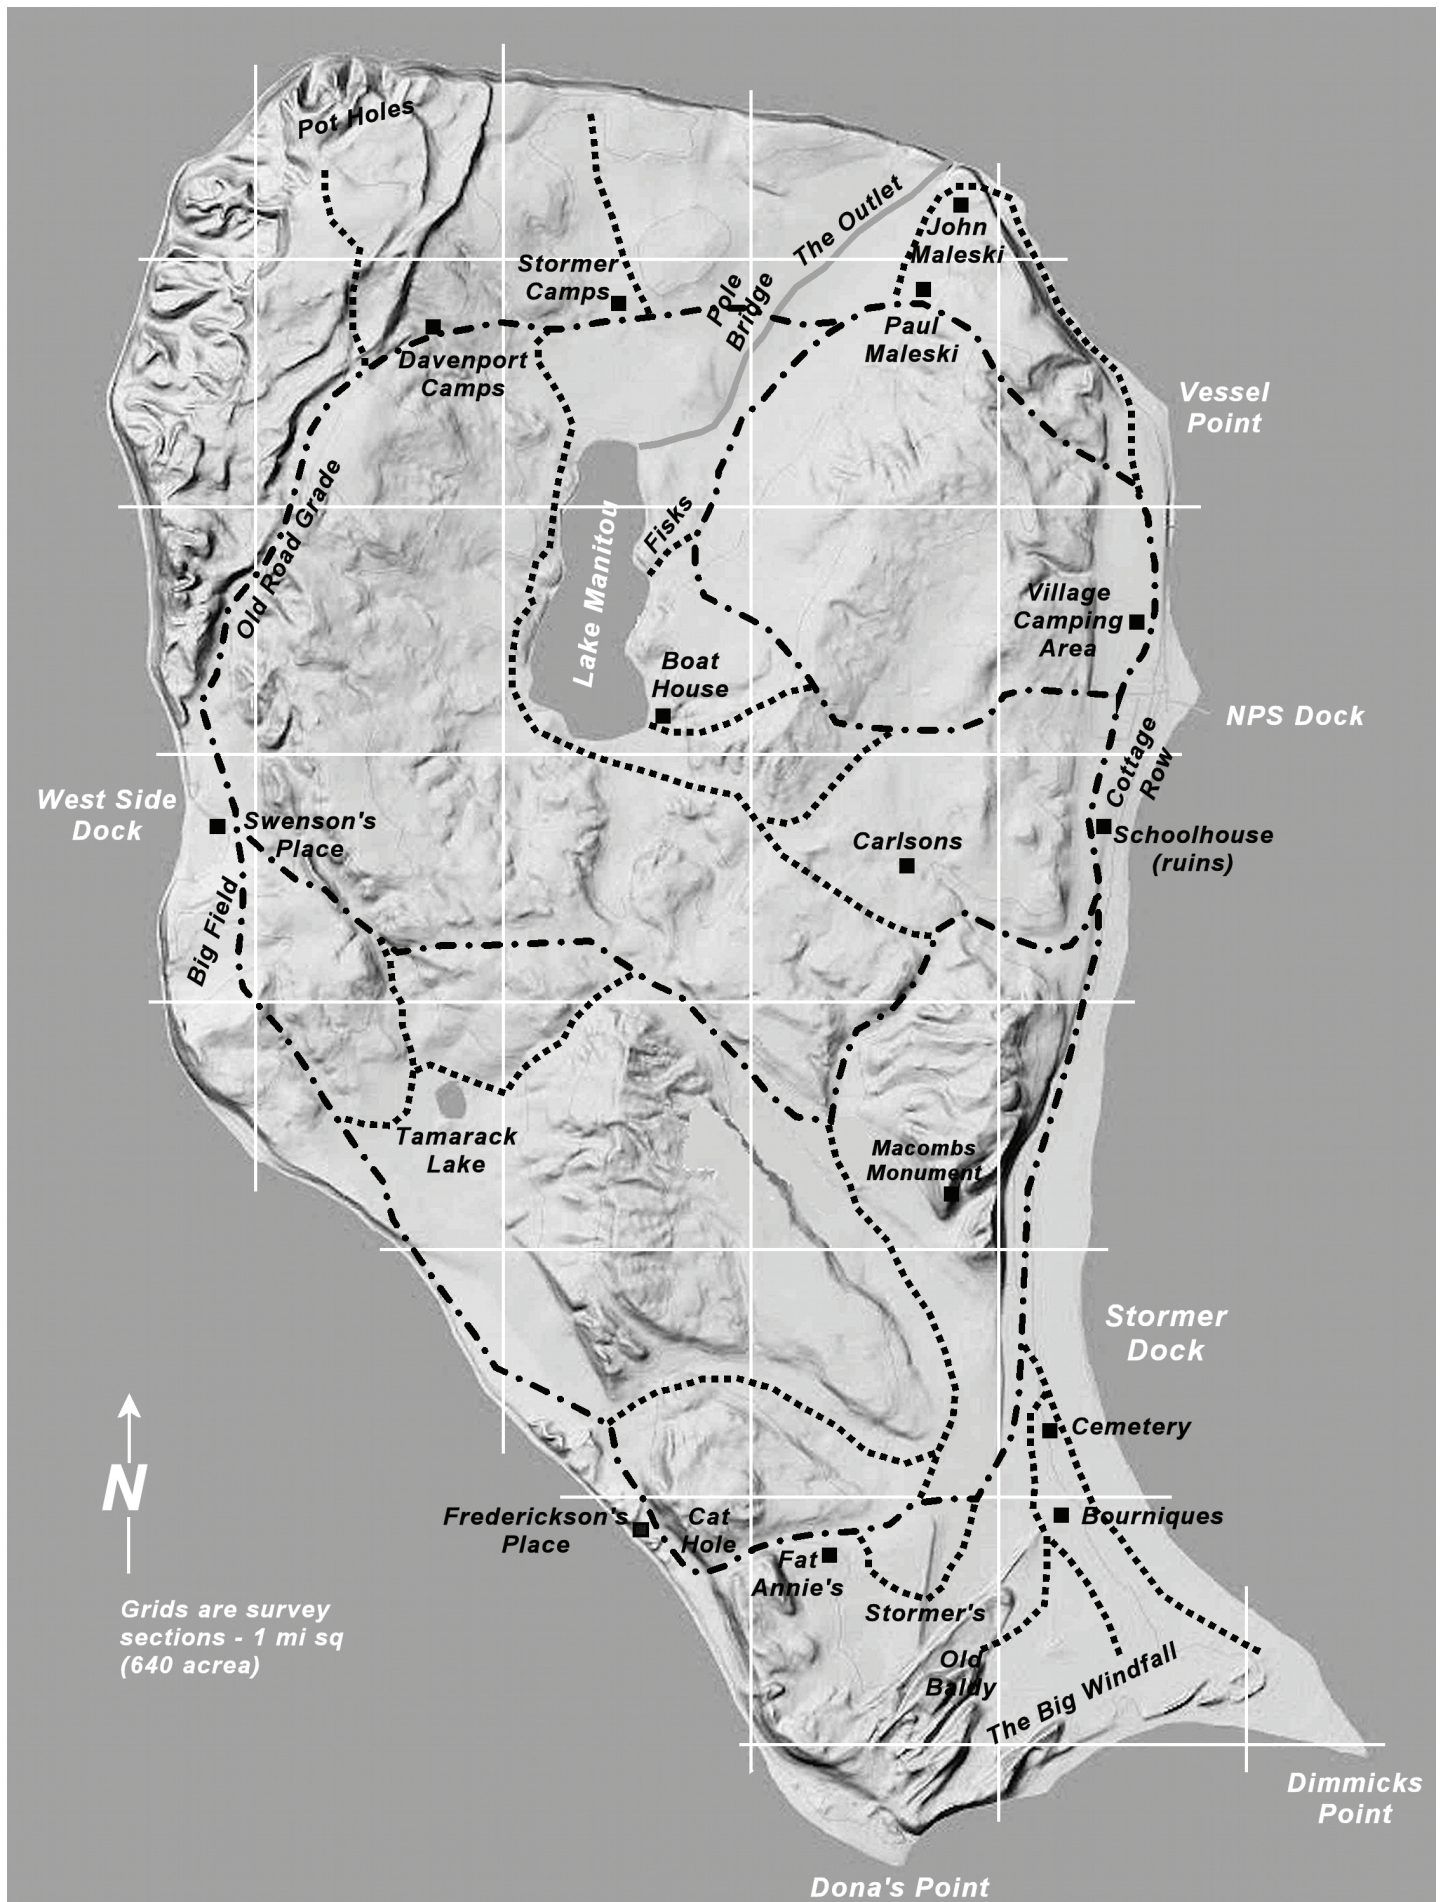 Pot Holes
The Outlet
John
Maleski
Stormer
Camps
Pole
Bridge
Paul
Maleski
Davenport
Camps
Vessel
Point
Old Road Grade
Fisks
Lake Manitou
Village
Camping
Area
Boat
House
NPS Dock
Cottage
Row
West Side
Dock
Swenson's
Place
Carlsons
Schoolhouse
(ruins)
Big Field
Tamarack
Lake
Macombs
Monument
Stormer
Dock
Cemetery
N
Frederickson's
Place
Cat
Hole
Bourniques
Fat
Annie's
Stormer's
Grids are survey
sections - 1 mi sq
(640 acrea)
Old
Baldy
The Big Windfall
Dimmicks
Point
Dona's Point